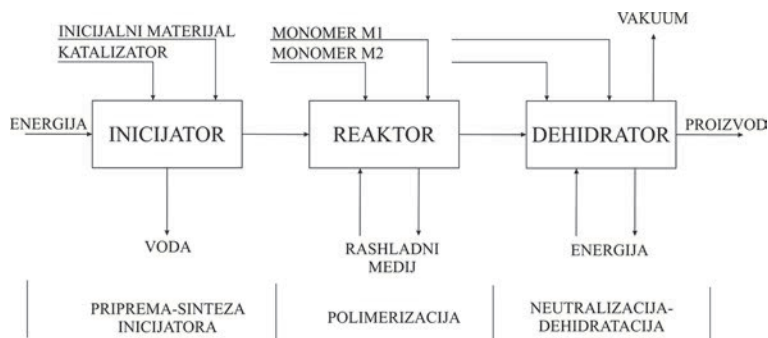 VAKUUM
INICIJALNI MATERIJAL
KATALIZATOR
MONOMER M1
MONOMER M2
ENERGIJA
INICIJATOR
REAKTOR
DEHIDRATOR
PROIZVOD
VODA
RASHLADNI
MEDIJ
ENERGIJA
PRIPREMA-SINTEZA
INICIJATORA
POLIMERIZACIJA
NEUTRALIZACIJA-
DEHIDRATACIJA